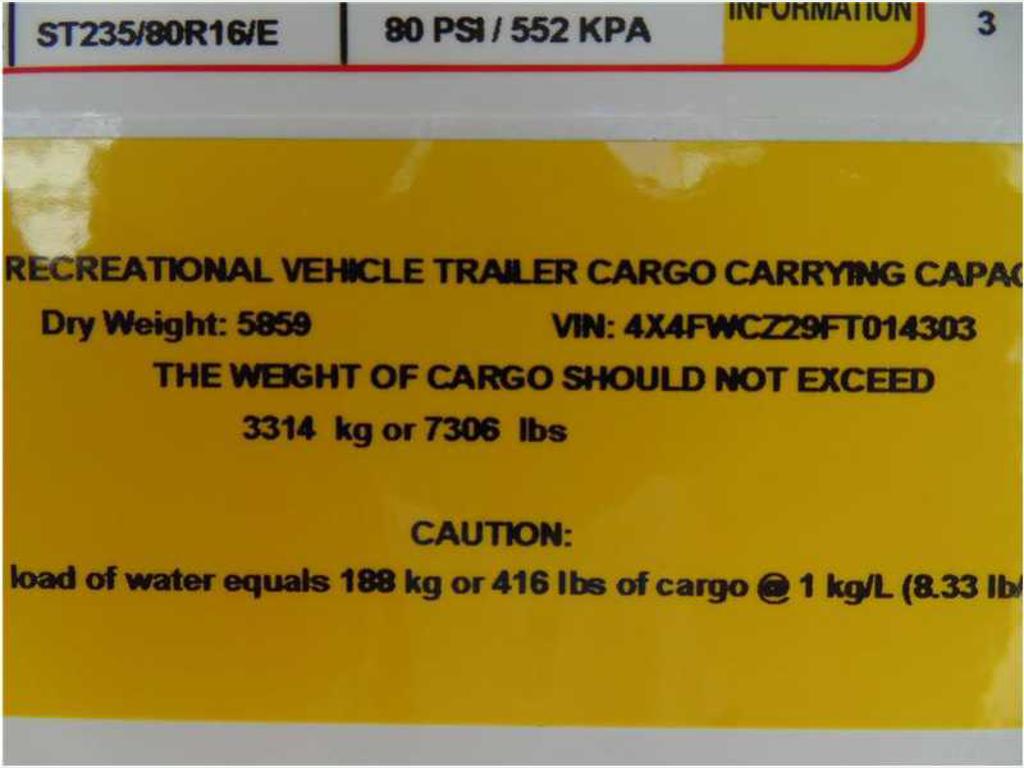 ST235/80R16/E 80 PSI / 552 KPA INFORMATION 3
RECREATIONAL VEHICLE TRAILER CARGO CARRYING CAPAC
Dry Weight: 5859 VIN: 4X4FWCZ29FT014303
THE WEIGHT OF CARGO SHOULD NOT EXCEED
3314 kg or 7306 lbs
CAUTION:
load of water equals 188 kg or 416 lbs of cargo @ 1 kg/L (8.33 lb/